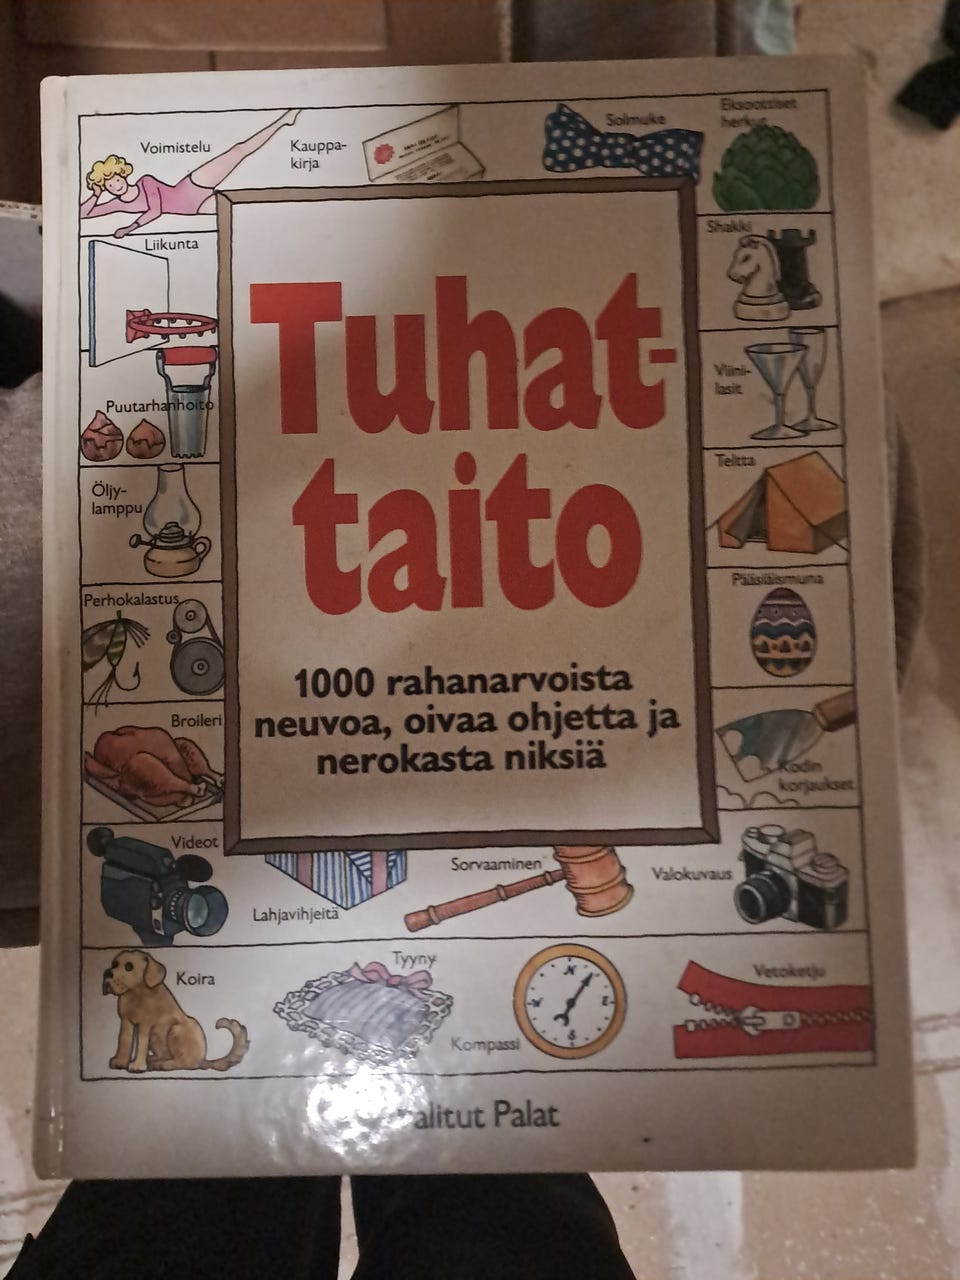 Voimistelu
Kauppa-
kirja
Solmuke
Eksoottiset
herkut
Liikunta
Shakki
Tuhat-
taito
Puutarhanhoito
Viini-
lasit
Öljy-
lamppu
Teltta
Perhokalastus
Pääsiäismuna
1000 rahanarvoista
neuvoa, oivaa ohjetta ja
nerokasta niksiä
Broileri
Kodin
korjaukset
Videot
Lahjavihjeitä
Sorvaaminen
Valokuvaus
Koira
Tyyny
Kompassi
N
W
E
S
Vetoketju
alitut Palat